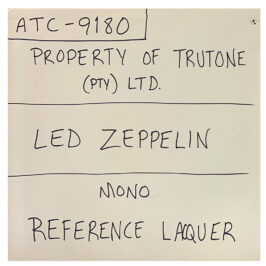 ATC-9180
PROPERTY OF TRUTONE
(PTY) LTD.
LED ZEPPELIN
MONO
REFERENCE LAQUER